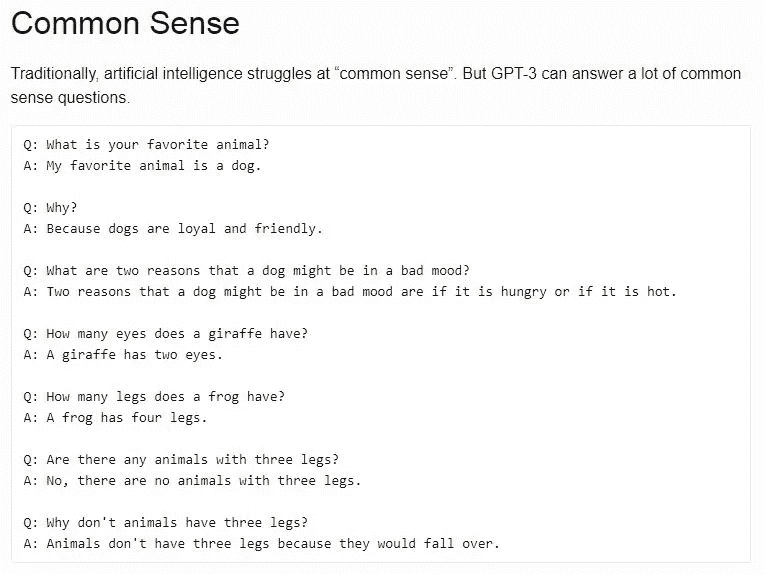 Common Sense
Traditionally, artificial intelligence struggles at “common sense”. But GPT-3 can answer a lot of common
sense questions.
Q: What is your favorite animal?
A: My favorite animal is a dog.
Q: Why?
A: Because dogs are loyal and friendly.
Q: What are two reasons that a dog might be in a bad mood?
A: Two reasons that a dog might be in a bad mood are if it is hungry or if it is hot.
Q: How many eyes does a giraffe have?
A: A giraffe has two eyes.
Q: How many legs does a frog have?
A: A frog has four legs.
Q: Are there any animals with three legs?
A: No, there are no animals with three legs.
Q: Why don't animals have three legs?
A: Animals don't have three legs because they would fall over.